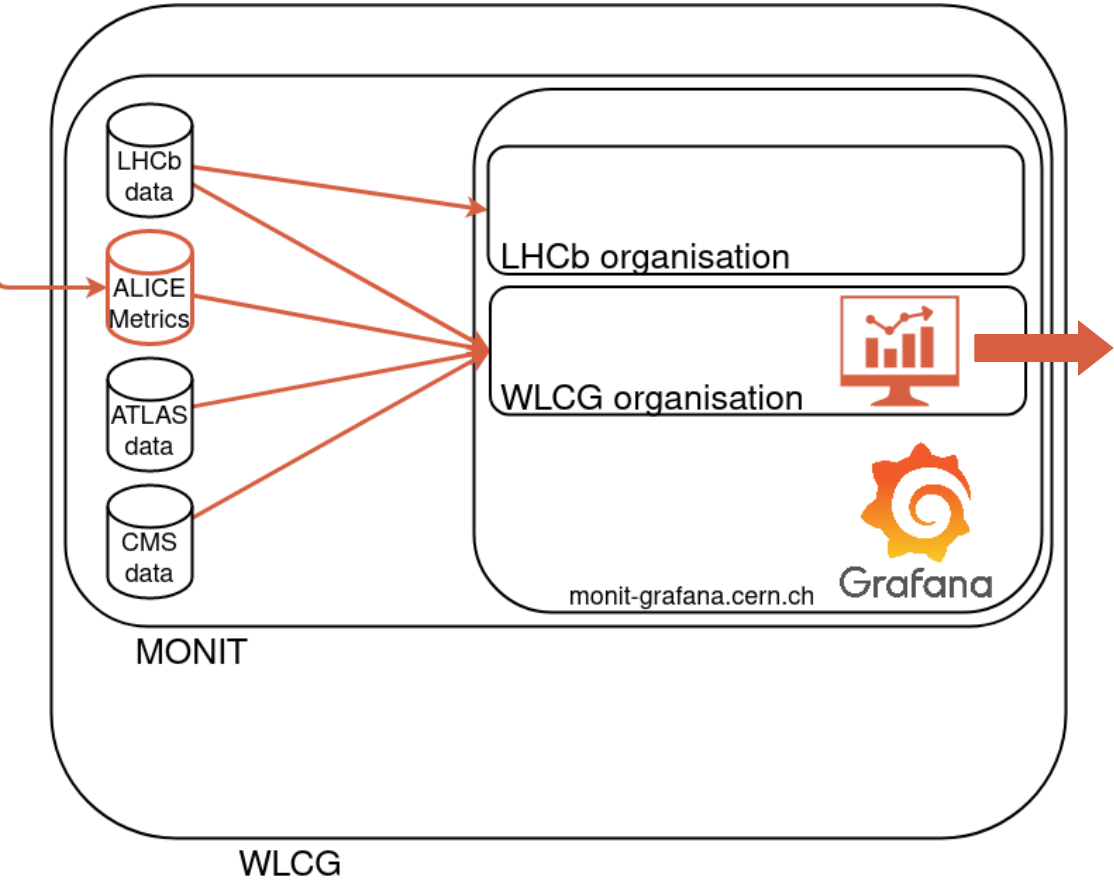 LHCb
data
ALICE
Metrics
ATLAS
data
CMS
data
LHCb organisation
WLCG organisation
Grafana
monit-grafana.cern.ch
MONIT
WLCG